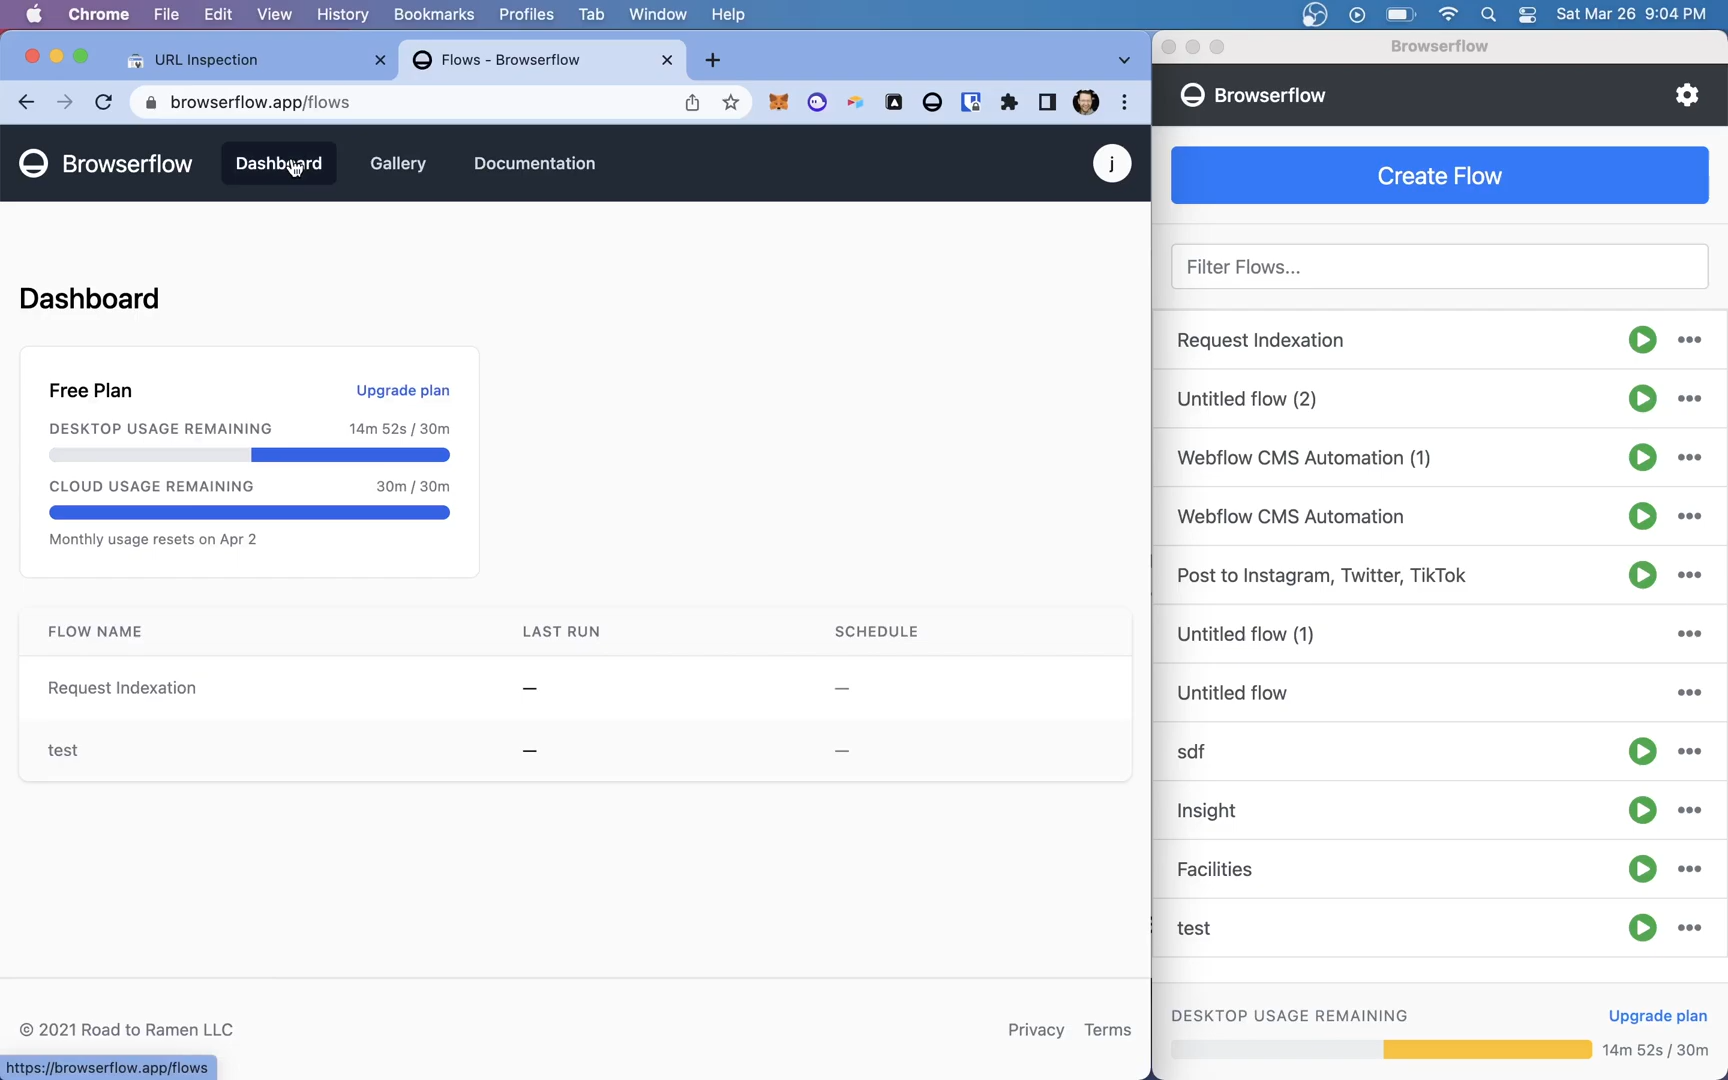 Chrome File Edit View History Bookmarks Profiles Tab Window Help Sat Mar 26 9:04 PM
URL Inspection Flows - Browserflow
browserflow.app/flows
Browserflow Dashboard Gallery Documentation j
Dashboard
Free Plan Upgrade plan
DESKTOP USAGE REMAINING 14m 52s / 30m
CLOUD USAGE REMAINING 30m / 30m
Monthly usage resets on Apr 2
FLOW NAME LAST RUN SCHEDULE
Request Indexation — —
test — —
© 2021 Road to Ramen LLC Privacy Terms
https://browserflow.app/flows
Browserflow
Browserflow
Create Flow
Filter Flows...
Request Indexation
Untitled flow (2)
Webflow CMS Automation (1)
Webflow CMS Automation
Post to Instagram, Twitter, TikTok
Untitled flow (1)
Untitled flow
sdf
Insight
Facilities
test
DESKTOP USAGE REMAINING Upgrade plan
14m 52s / 30m